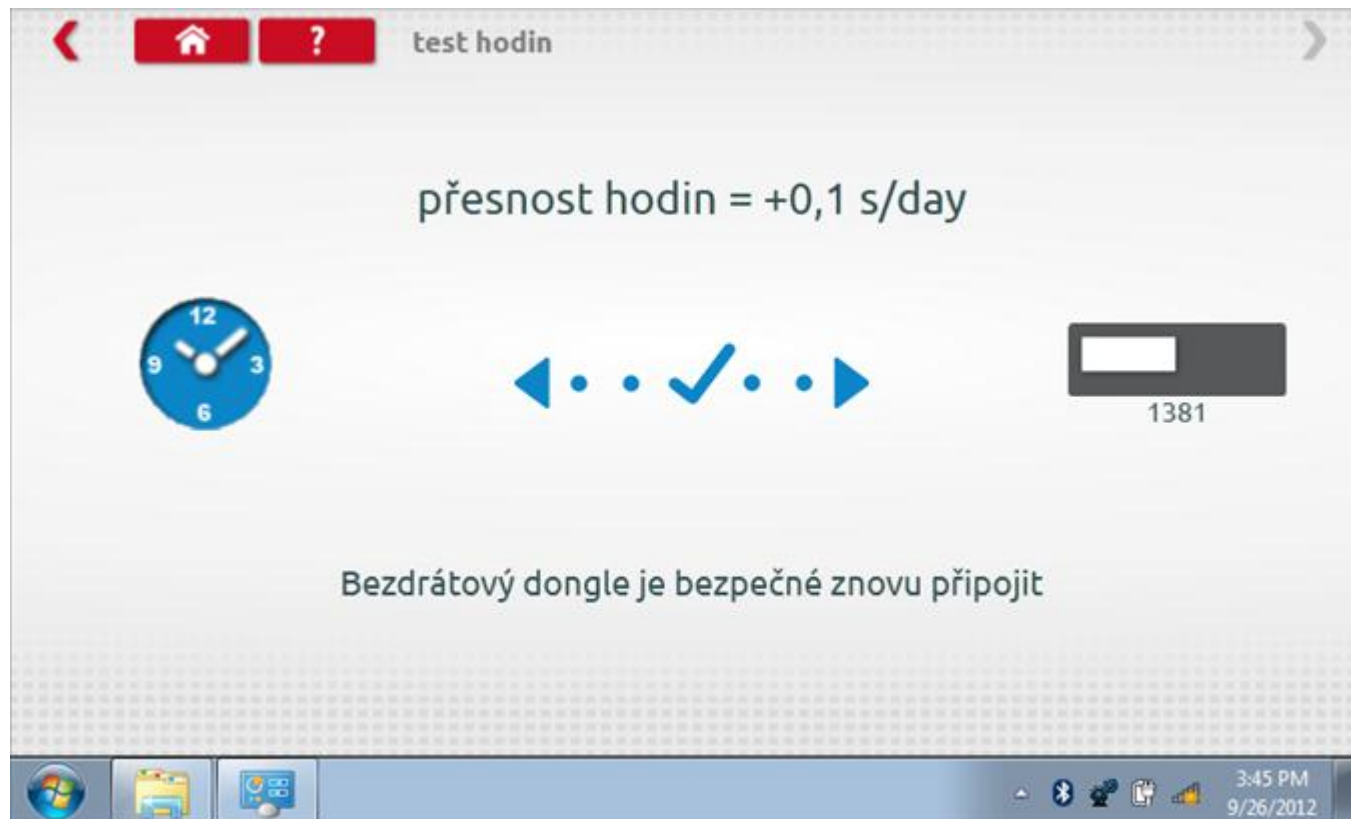 ? test hodin
přesnost hodin = +0,1 s/day
12
9 3
6
1381
Bezdrátový dongle je bezpečné znovu připojit
3:45 PM
9/26/2012